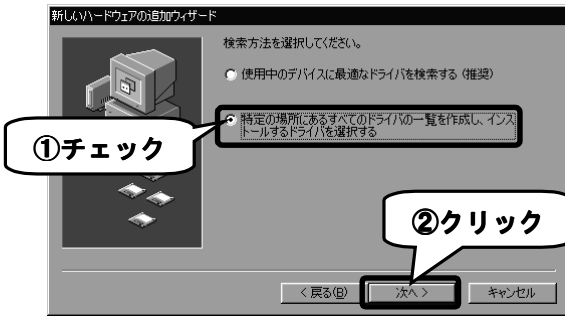 新しいハードウェアの追加ウィザード
検索方法を選択してください。
使用中のデバイスに最適なドライバを検索する (推奨)
特定の場所にあるすべてのドライバの一覧を作成し、インス
トールするドライバを選択する
①チェック
②クリック
< 戻る(B)
次へ >
キャンセル